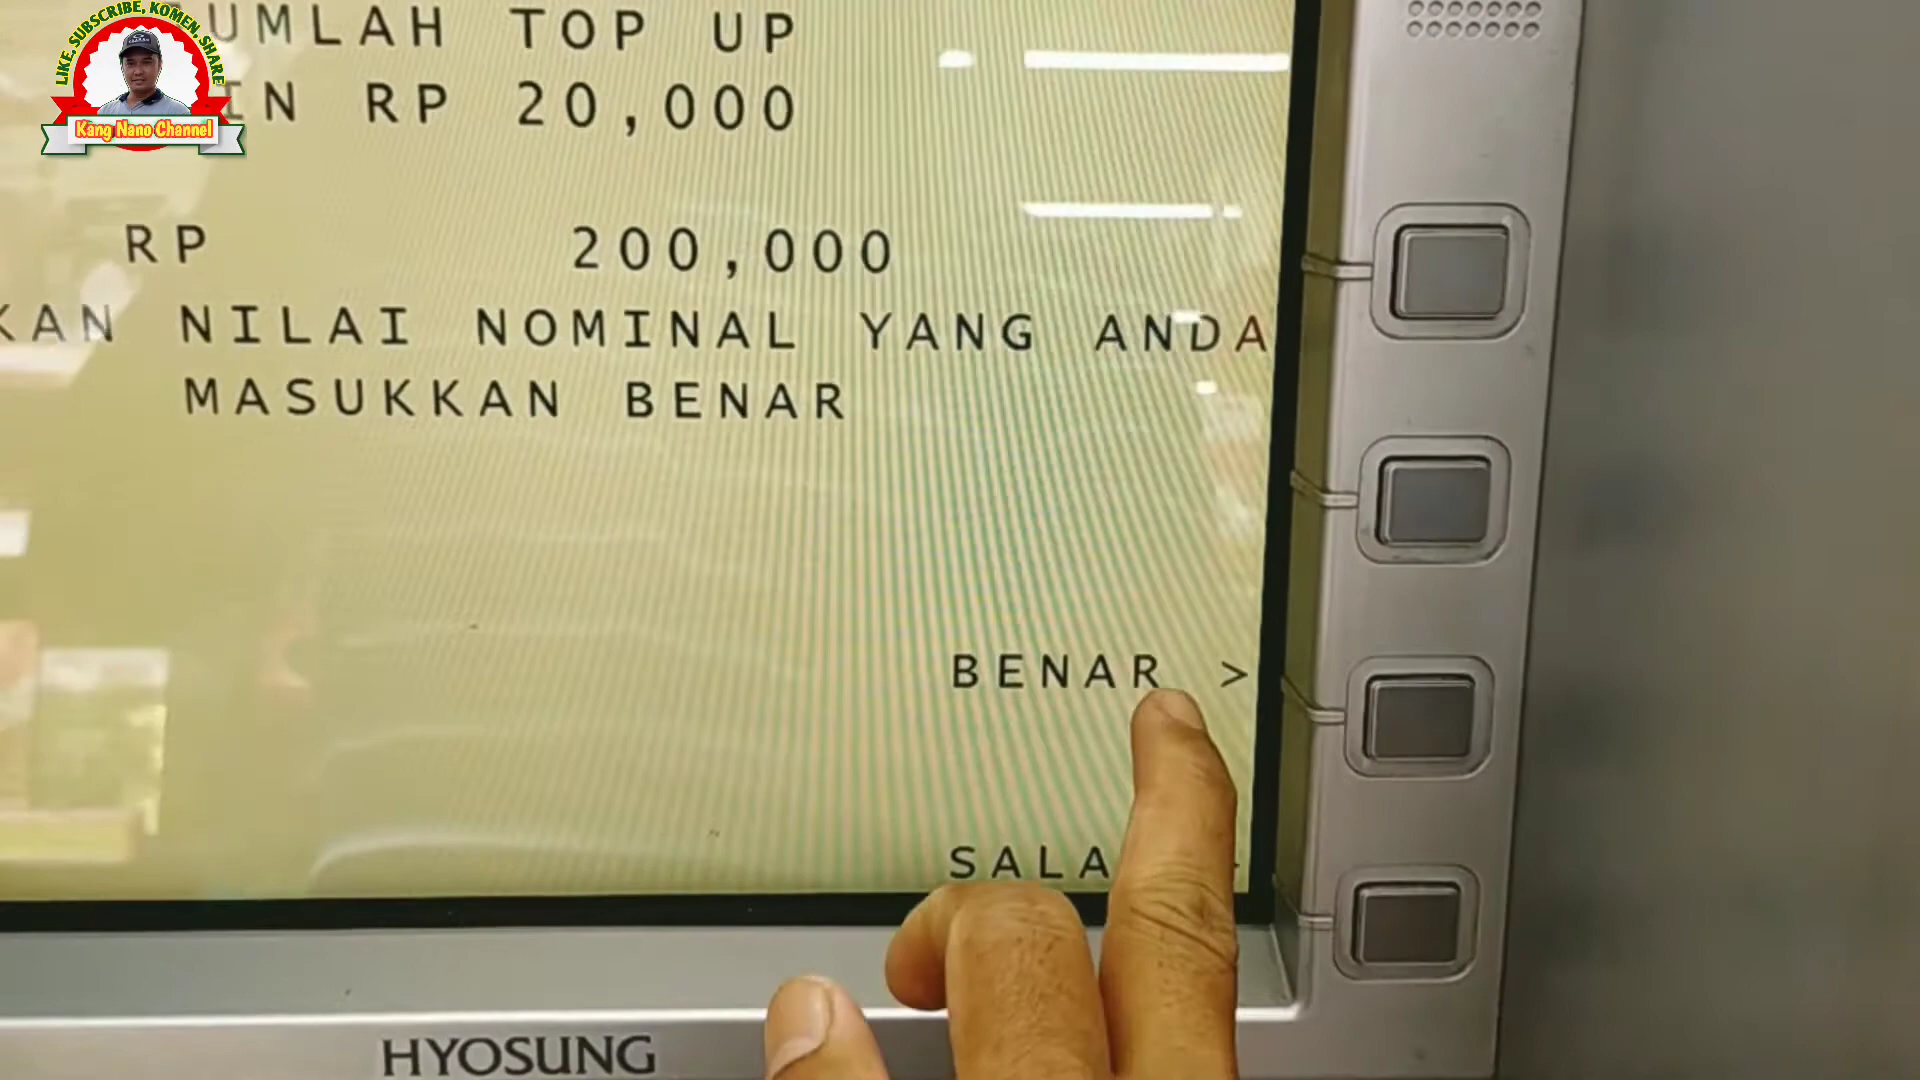 LIKE, SUBSCRIBE, KOMEN, SHARE
Kang Nano Channel
UMLAH TOP UP
IN RP 20,000
RP 200,000
KAN NILAI NOMINAL YANG ANDA
MASUKKAN BENAR
BENAR >
SALA
HYOSUNG